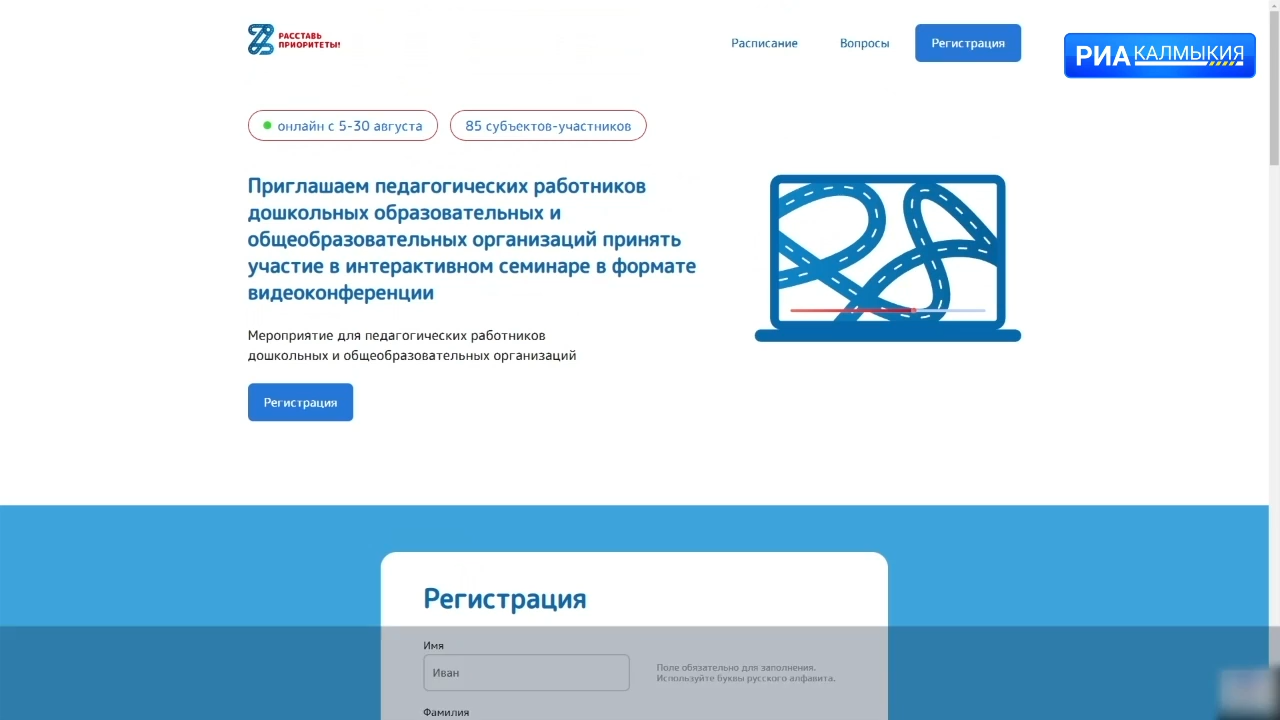 РАССТАВЬ
ПРИОРИТЕТЫ!
Расписание
Вопросы
Регистрация
РИА КАЛМЫКИЯ
онлайн с 5-30 августа
85 субъектов-участников
Приглашаем педагогических работников
дошкольных образовательных и
общеобразовательных организаций принять
участие в интерактивном семинаре в формате
видеоконференции
Мероприятие для педагогических работников
дошкольных и общеобразовательных организаций
Регистрация
Регистрация
Имя
Иван
Поле обязательно для заполнения.
Используйте буквы русского алфавита.
Фамилия